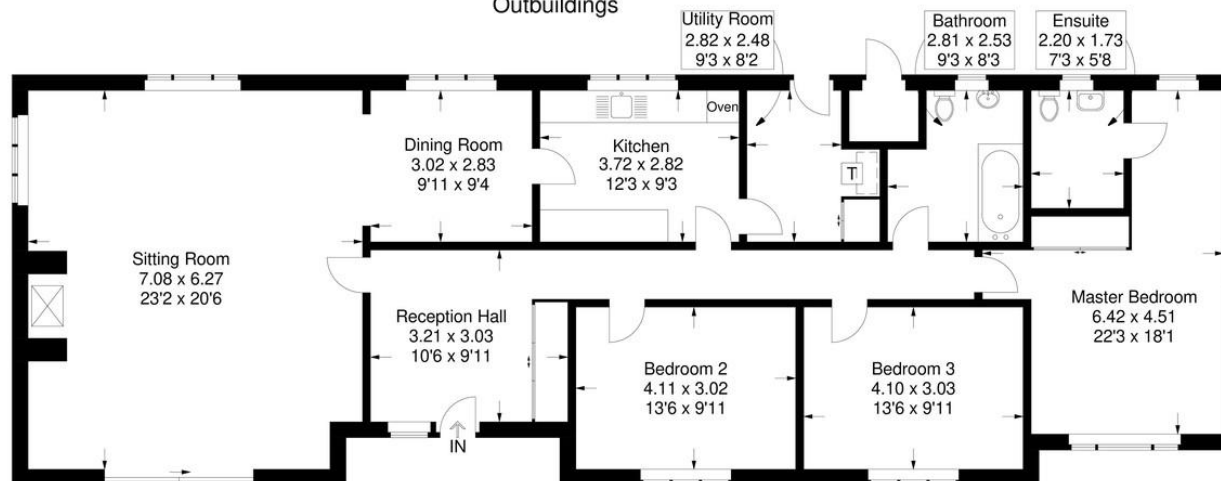 Outbuildings
Utility Room
2.82 x 2.48
9'3 x 8'2
Bathroom
2.81 x 2.53
9'3 x 8'3
Ensuite
2.20 x 1.73
7'3 x 5'8
Oven
Dining Room
3.02 x 2.83
9'11 x 9'4
Kitchen
3.72 x 2.82
12'3 x 9'3
T
Sitting Room
7.08 x 6.27
23'2 x 20'6
Reception Hall
3.21 x 3.03
10'6 x 9'11
Master Bedroom
6.42 x 4.51
22'3 x 18'1
Bedroom 2
4.11 x 3.02
13'6 x 9'11
Bedroom 3
4.10 x 3.03
13'6 x 9'11
IN